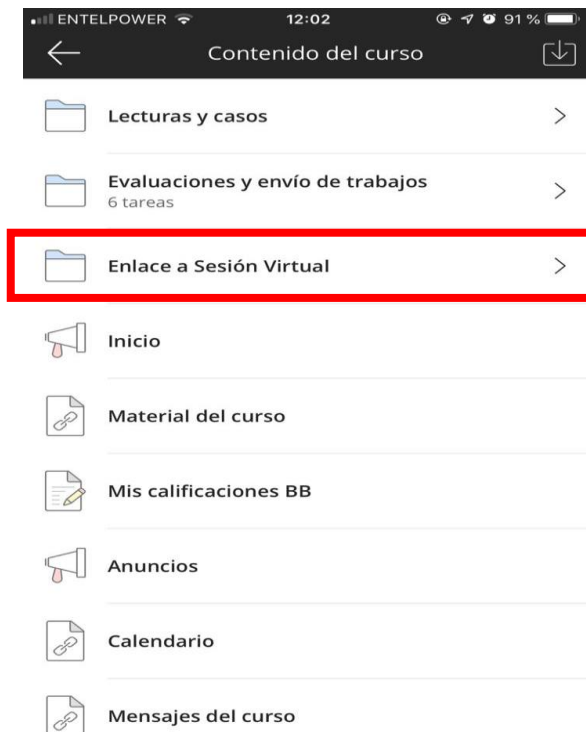 ENTELPOWER 12:02 91 %
Contenido del curso
Lecturas y casos
Evaluaciones y envío de trabajos
6 tareas
Enlace a Sesión Virtual
Inicio
Material del curso
Mis calificaciones BB
Anuncios
Calendario
Mensajes del curso